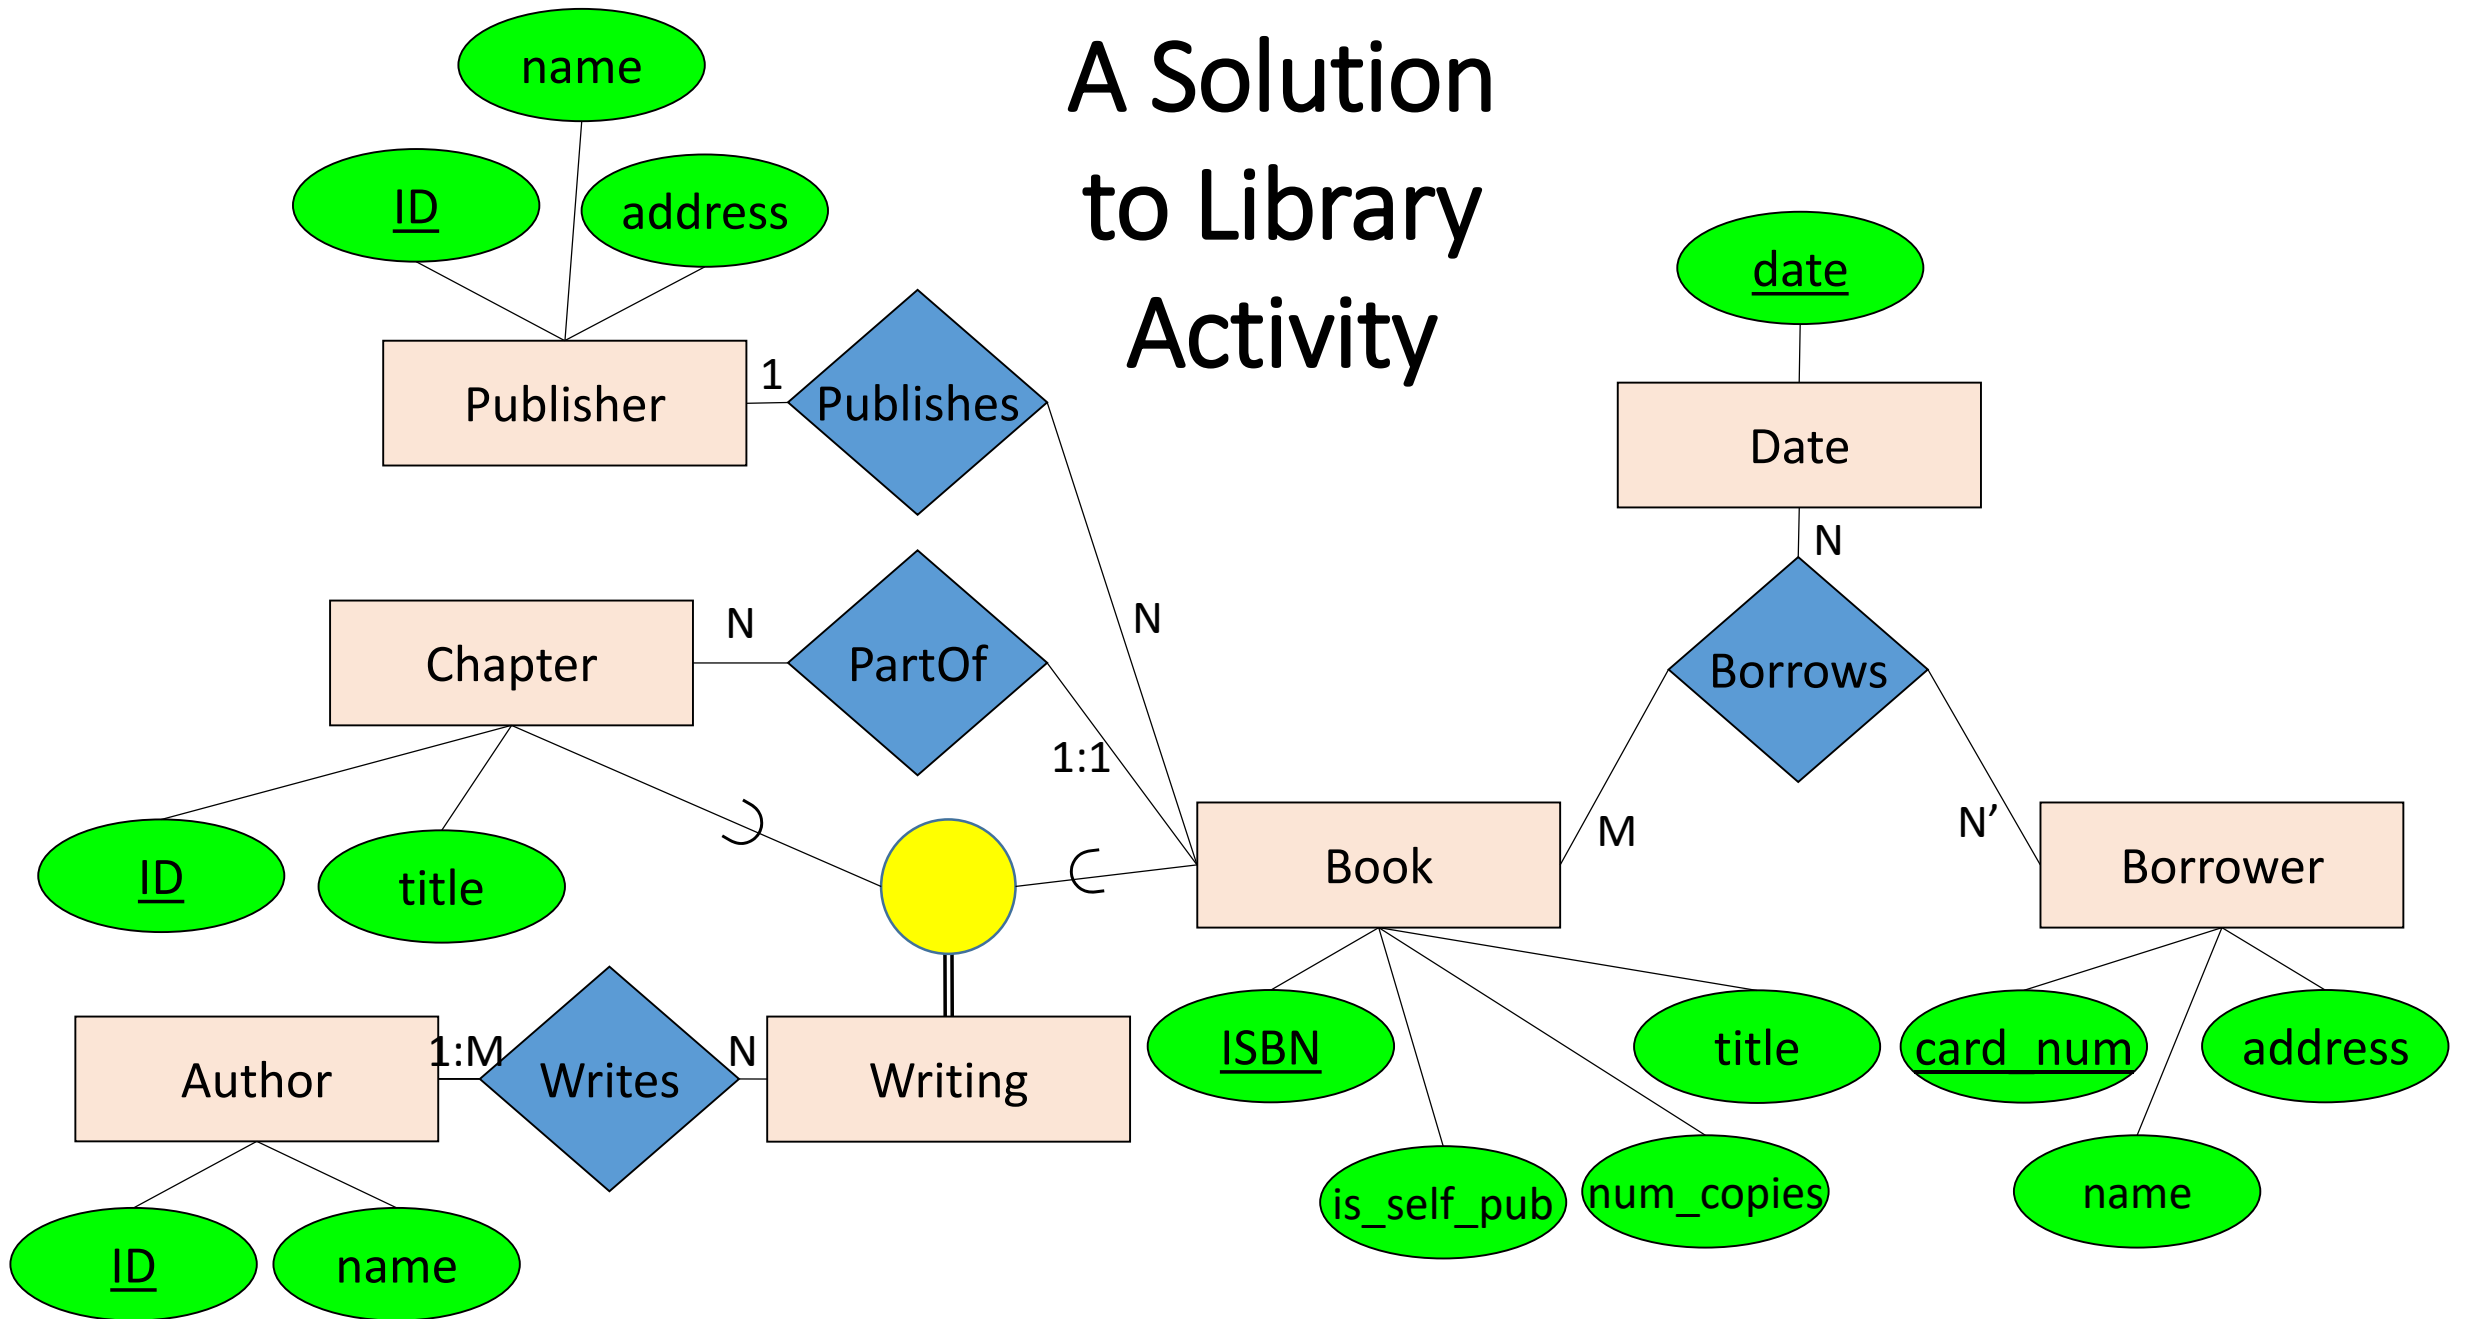 A Solution
to Library
Activity
name
ID
address
date
Publisher
1
Publishes
Date
N
N
Chapter
N
PartOf
Borrows
1:1
M
N’
Book
Borrower
ID
title
Author
1:M
Writes
N
Writing
ISBN
title
card_num
address
is_self_pub
num_copies
name
ID
name